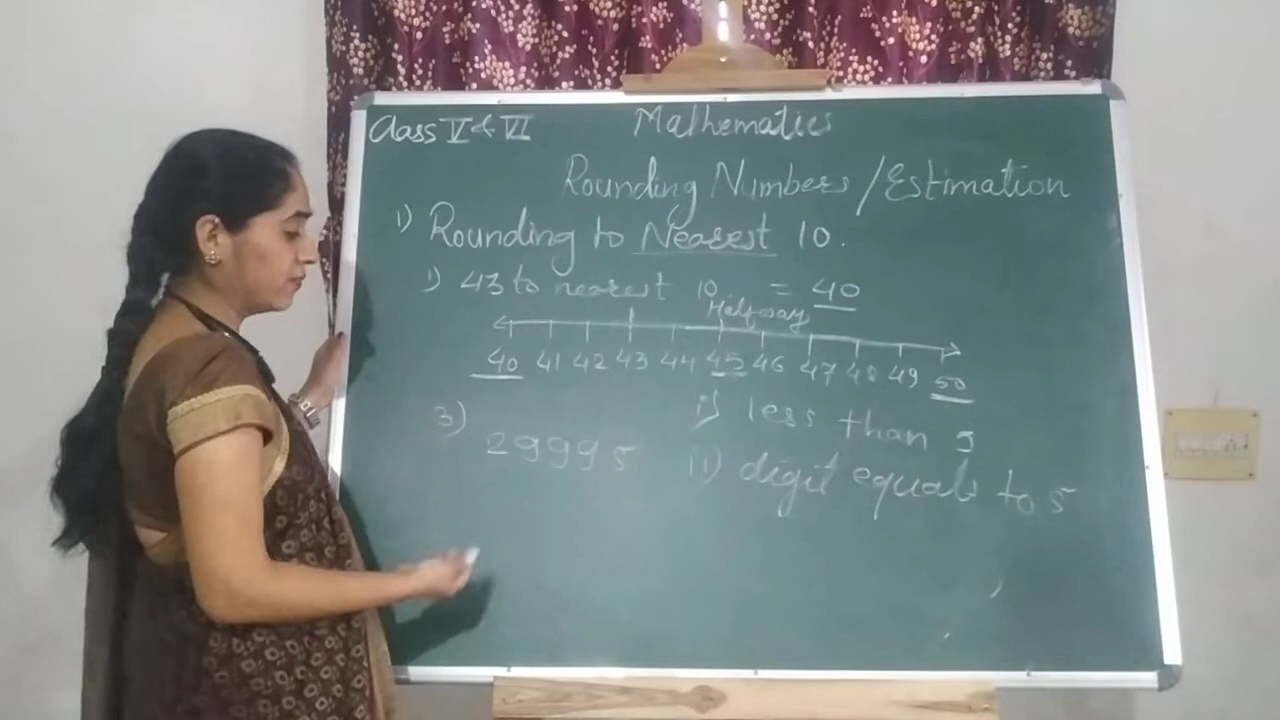 Class V & VI Mathematics
Rounding Numbers / Estimation
1) Rounding to Nearest 10.
1) 43 to nearest 10 = 40
Halfway
40 41 42 43 44 45 46 47 48 49 50
i) less than 5
3) 29995
ii) digit equals to 5